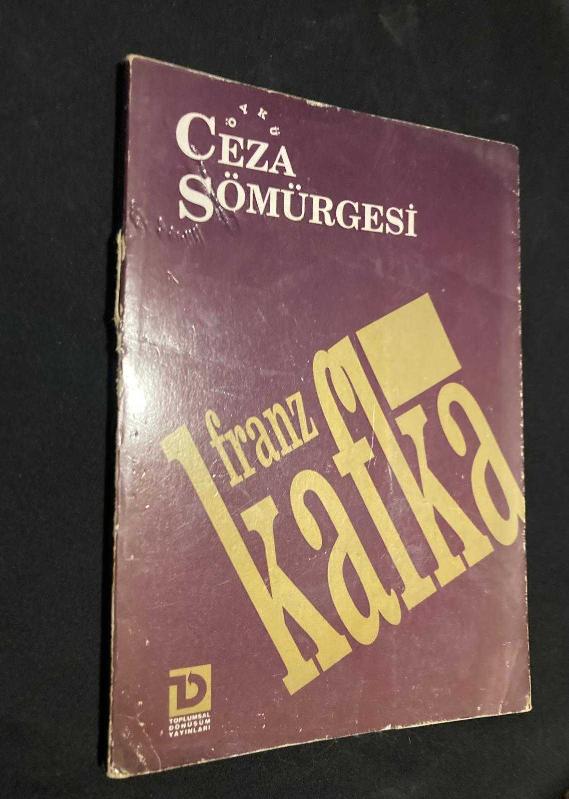 ÖYKÜ
CEZA
SÖMÜRGESİ
franz
kafka
TOPLUMSAL
DÖNÜŞÜM
YAYINLARI